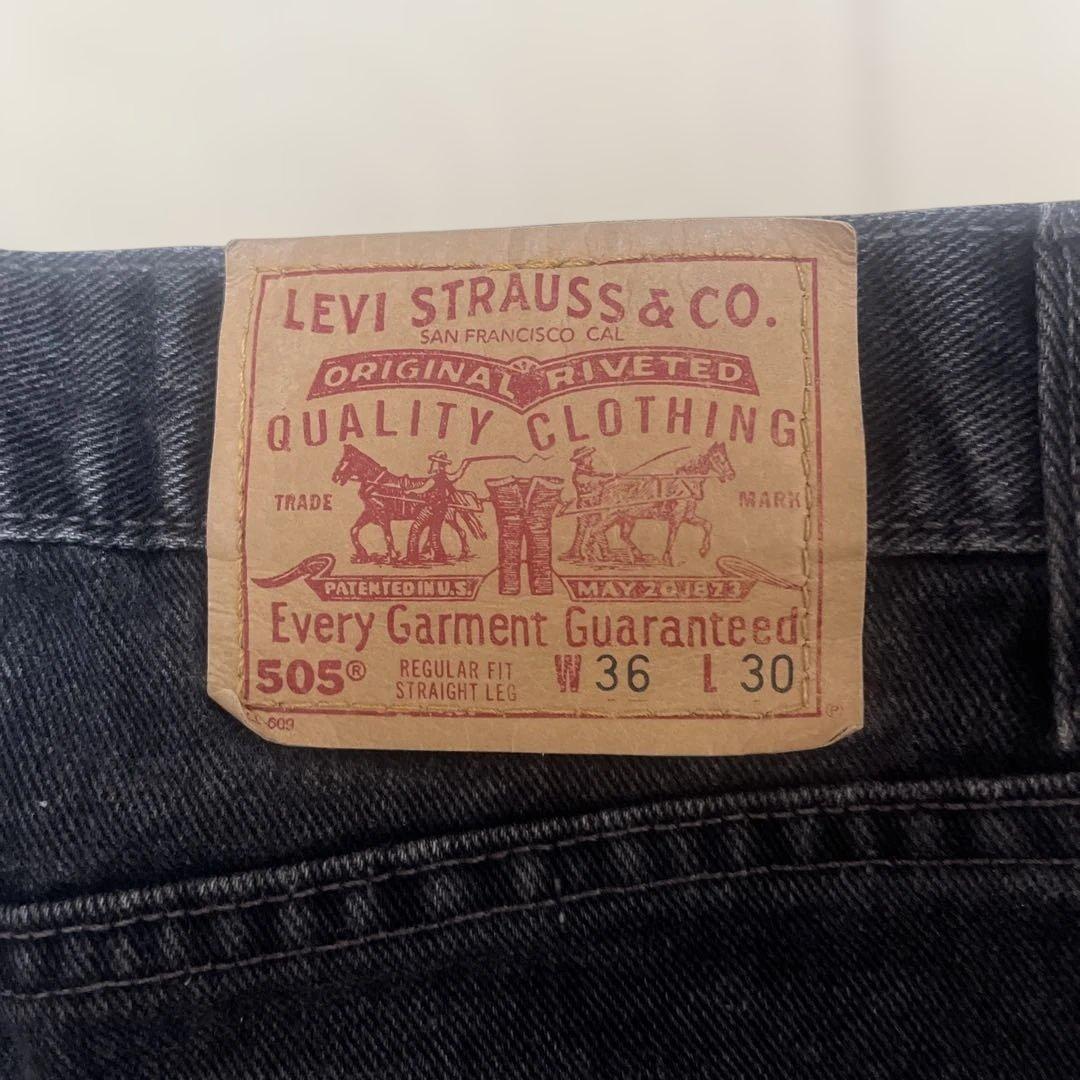 LEVI STRAUSS & CO.
SAN FRANCISCO CAL
ORIGINAL RIVETED
QUALITY CLOTHING
TRADE MARK
PATENTED IN U.S. MAY 20 1873
Every Garment Guaranteed
505® REGULAR FIT W 36 L 30
STRAIGHT LEG
609 (P)